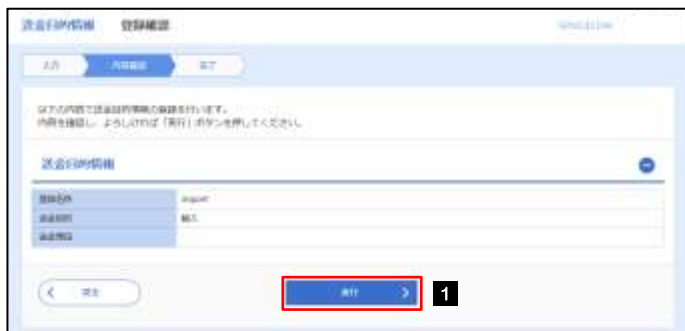 送金目的情報 登録確認
入力 内容確認 完了
以下の内容で送金目的情報の登録を行います。
内容を確認し、よろしければ「実行」ボタンを押してください。
送金目的情報
登録名称 import
送金目的 輸入
戻る 実行 1